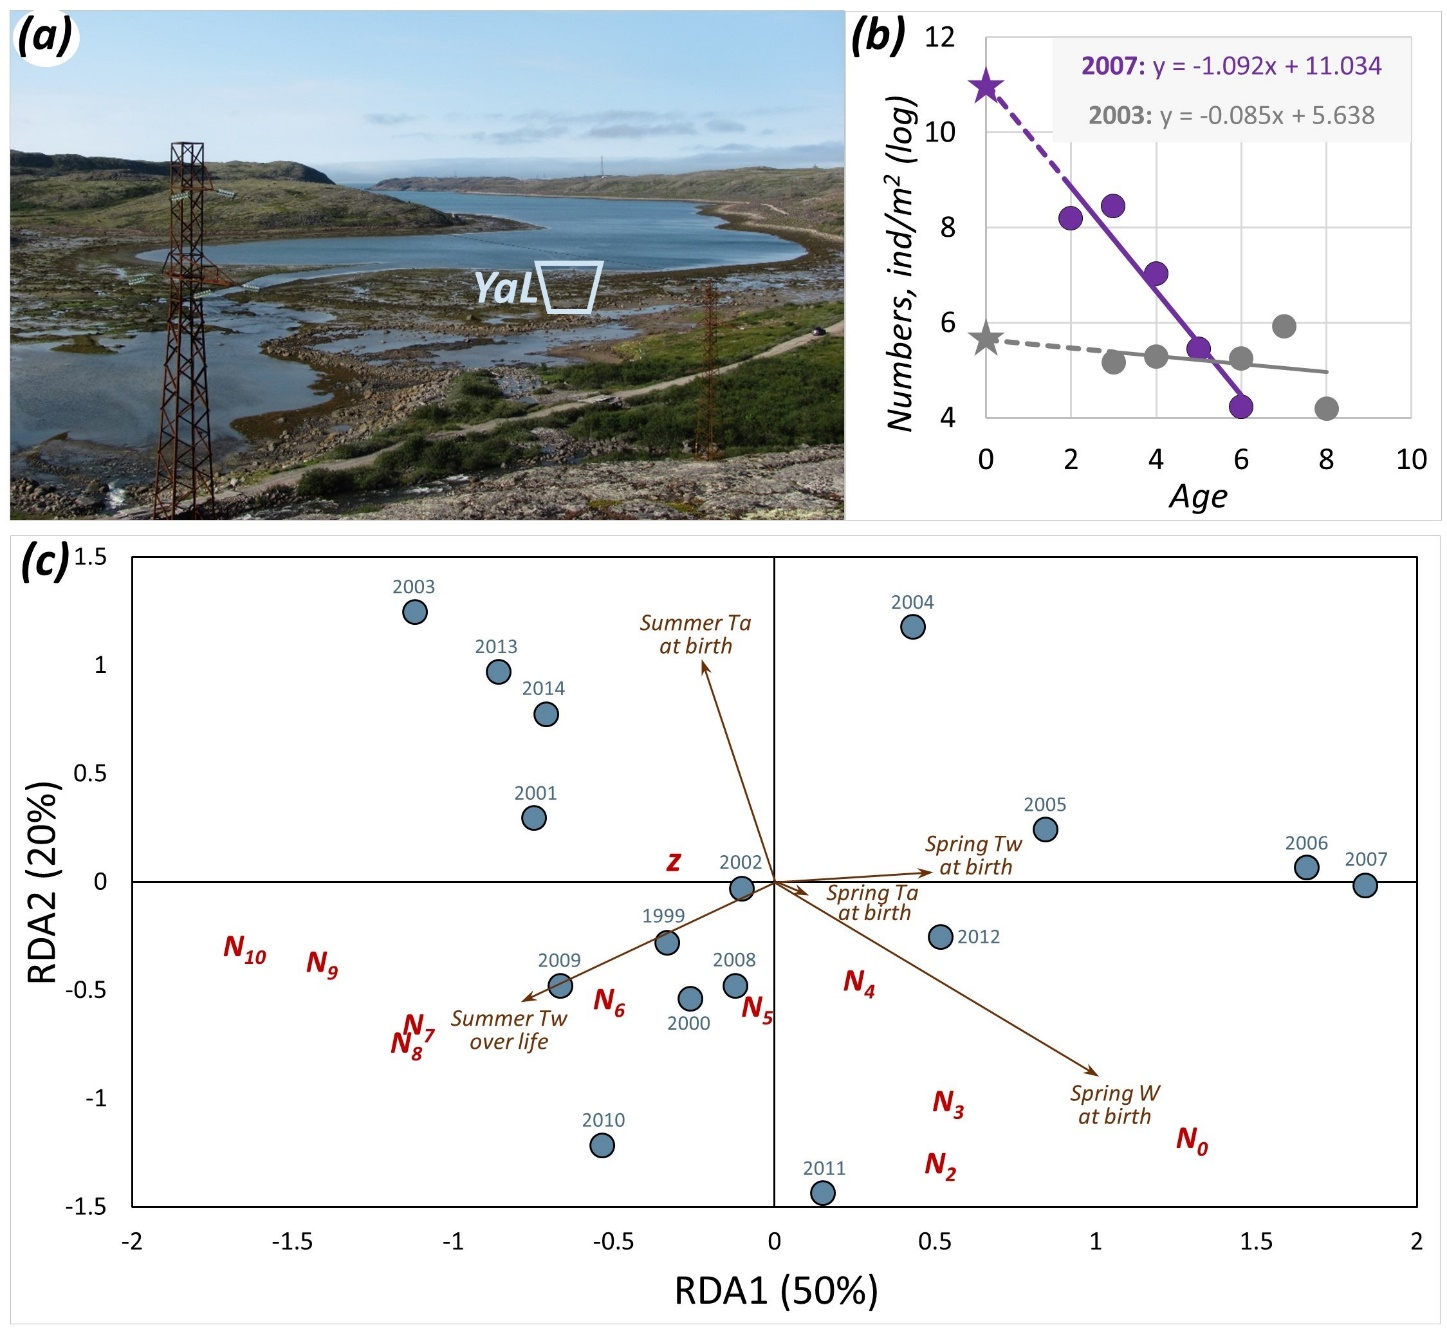 (a)
YaL
(b)
12
10
8
6
4
Numbers, ind/m² (log)
2007: y = -1.092x + 11.034
2003: y = -0.085x + 5.638
0 2 4 6 8 10
Age
(c)
1.5
1
0.5
0
-0.5
-1
-1.5
RDA2 (20%)
2003
2004
Summer Ta
at birth
2013
2014
2001
2005
Spring Tw
at birth
2006
2007
z
2002
Spring Ta
at birth
1999
2012
N10
N9
2009
2008
N4
N6
N5
2000
Summer Tw
over life
N7
N8
Spring W
at birth
N3
2010
N0
N2
2011
-2 -1.5 -1 -0.5 0 0.5 1 1.5 2
RDA1 (50%)